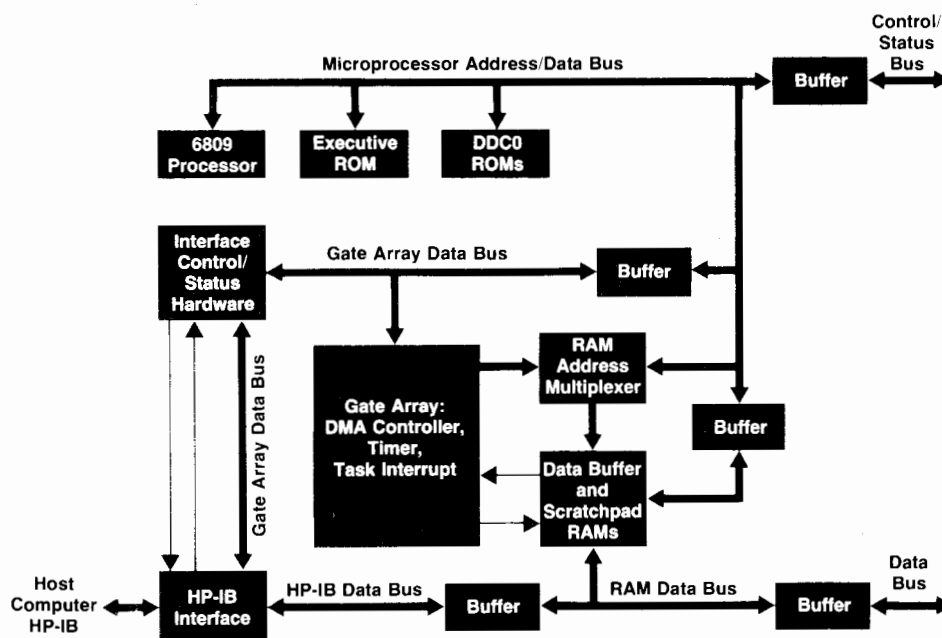 Control/
Status
Bus
Microprocessor Address/Data Bus
Buffer
6809
Processor
Executive
ROM
DDC0
ROMs
Interface
Control/
Status
Hardware
Gate Array Data Bus
Buffer
RAM
Address
Multiplexer
Gate Array:
DMA Controller,
Timer,
Task Interrupt
Buffer
Gate Array Data Bus
Data Buffer
and
Scratchpad
RAMs
Host
Computer
HP-IB
HP-IB
Interface
HP-IB Data Bus
Buffer
RAM Data Bus
Buffer
Data
Bus